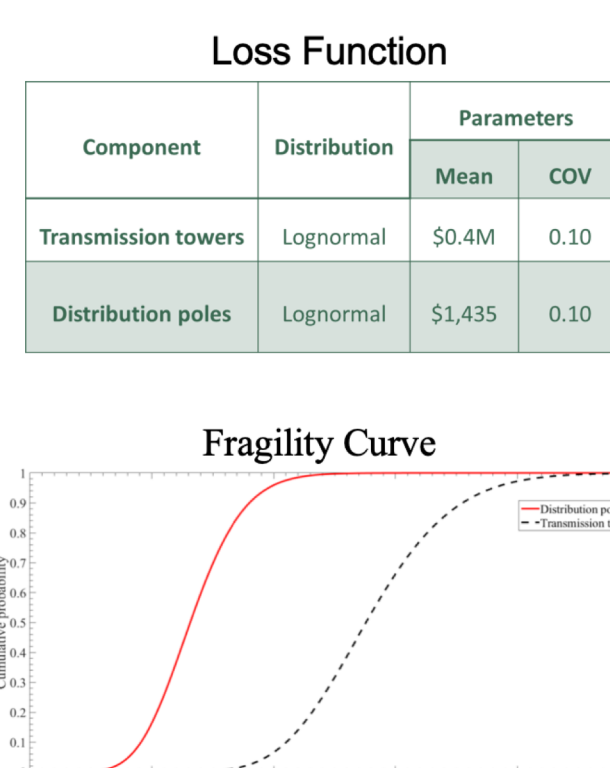 Loss Function
Component
Distribution
Parameters
Mean
COV
Transmission towers
Lognormal
$0.4M
0.10
Distribution poles
Lognormal
$1,435
0.10
Fragility Curve
1
0.9
0.8
0.7
0.6
0.5
0.4
0.3
0.2
0.1
Distribution
Transmission
Cumulative probability